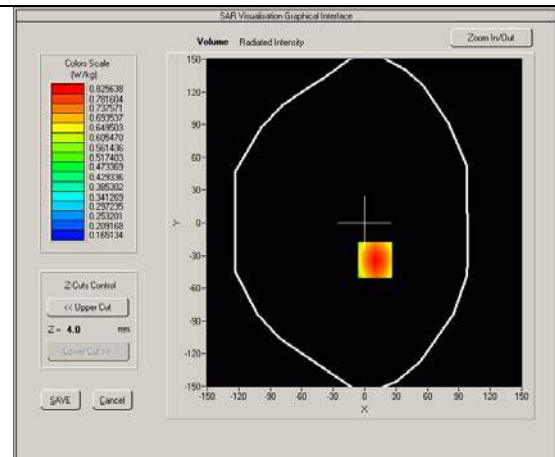 SAR Visualisation Graphical Interface
Volume Radiated Intensity
Zoom In/Out
Colors Scale
(W/kg)
0.825638
0.781604
0.737571
0.693537
0.649503
0.605470
0.561436
0.517403
0.473369
0.429336
0.385302
0.341269
0.297235
0.253201
0.209168
0.165134
Z-Cuts Control
<< Upper Cut
Z = 4.0 mm
Lower Cut >>
SAVE
Cancel
150
120
90
60
30
0
-30
-60
-90
-120
-150
Y
-150 -120 -90 -60 -30 0 30 60 90 120 150
X